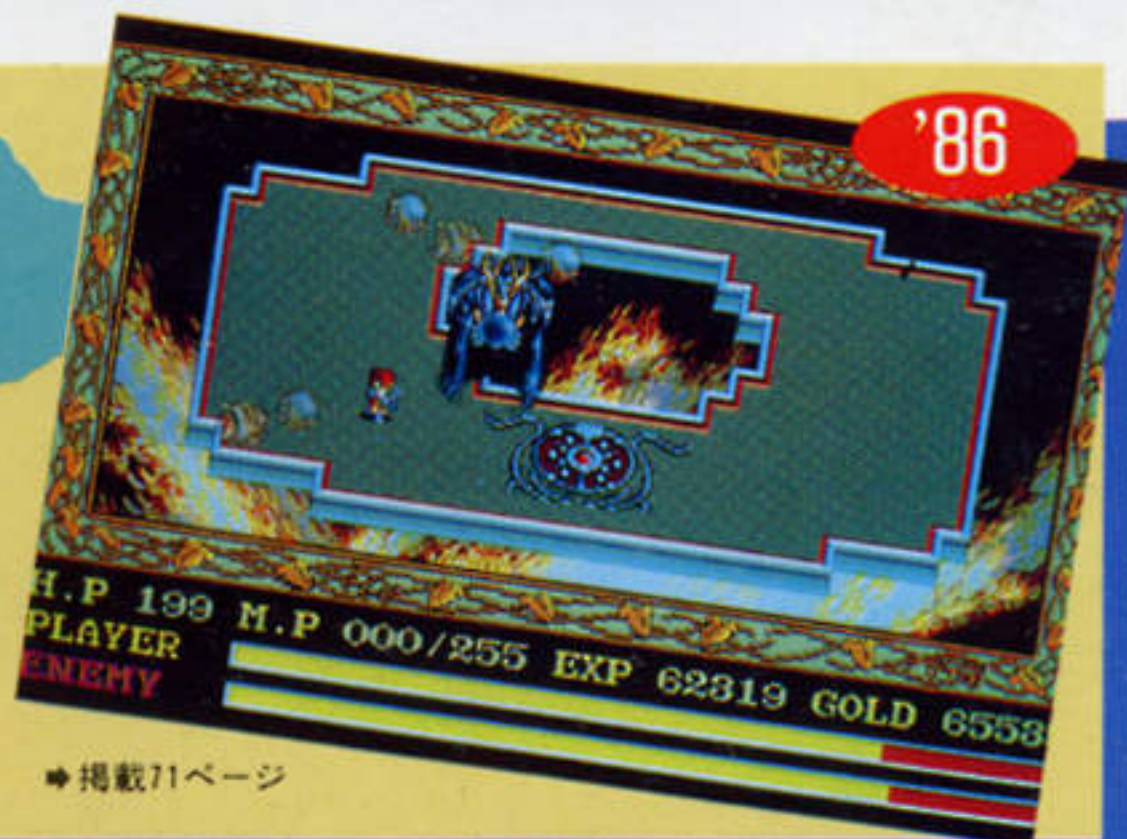 '86
H.P 199 M.P 000/255 EXP 62319 GOLD 6553
PLAYER
ENEMY
➡掲載71ページ